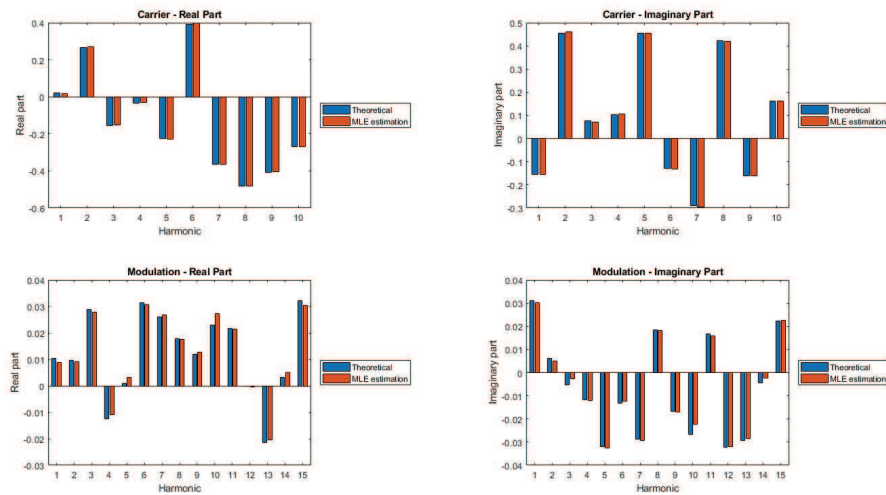 Carrier - Real Part
0.4
0.2
0
-0.2
-0.4
-0.6
Real part
1 2 3 4 5 6 7 8 9 10
Harmonic
Theoretical
MLE estimation
Carrier - Imaginary Part
0.5
0.4
0.3
0.2
0.1
0
-0.1
-0.2
-0.3
Imaginary part
1 2 3 4 5 6 7 8 9 10
Harmonic
Theoretical
MLE estimation
Modulation - Real Part
0.04
0.03
0.02
0.01
0
-0.01
-0.02
-0.03
Real part
1 2 3 4 5 6 7 8 9 10 11 12 13 14 15
Harmonic
Theoretical
MLE estimation
Modulation - Imaginary Part
0.04
0.03
0.02
0.01
0
-0.01
-0.02
-0.03
-0.04
Imaginary part
1 2 3 4 5 6 7 8 9 10 11 12 13 14 15
Harmonic
Theoretical
MLE estimation